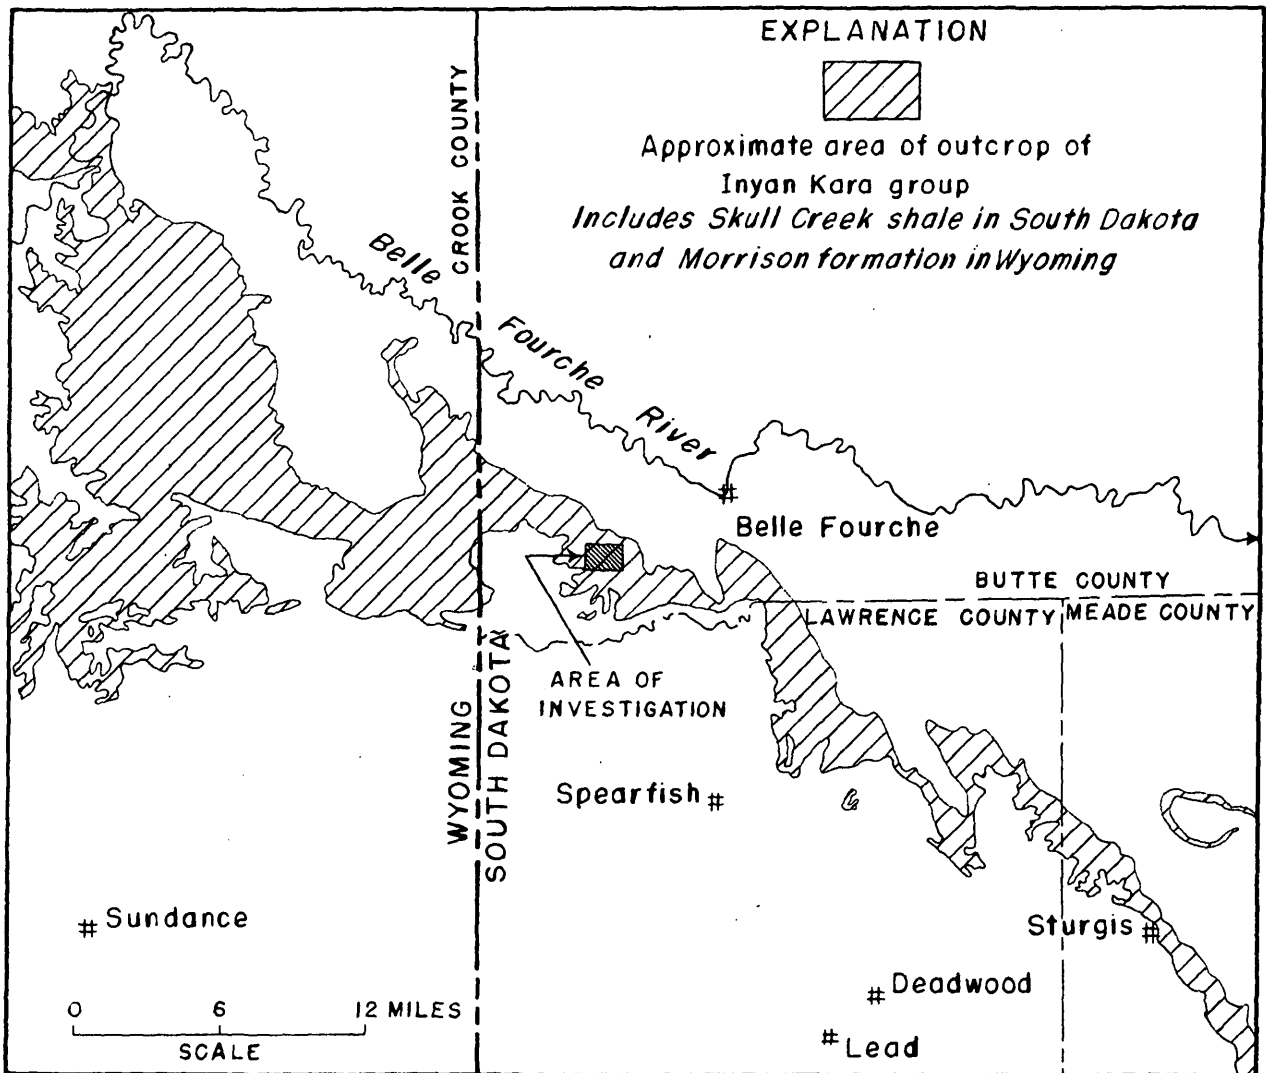 EXPLANATION
Approximate area of outcrop of
Inyan Kara group
Includes Skull Creek shale in South Dakota
and Morrison formation in Wyoming
CROOK COUNTY
Belle Fourche River
Belle Fourche
BUTTE COUNTY
LAWRENCE COUNTY
MEADE COUNTY
AREA OF
INVESTIGATION
WYOMING
SOUTH DAKOTA
Spearfish
Sundance
Sturgis
Deadwood
Lead
0 6 12 MILES
SCALE